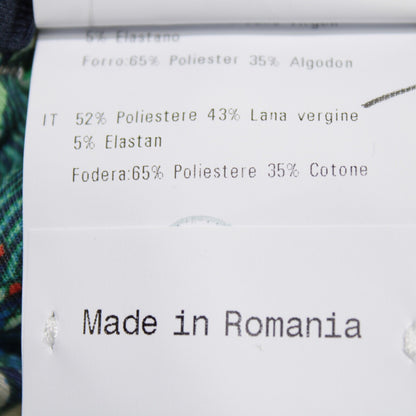 5% Elastano
Forro:65% Poliester 35% Algodon
IT 52% Poliestere 43% Lana vergine
5% Elastan
Fodera:65% Poliestere 35% Cotone
Made in Romania